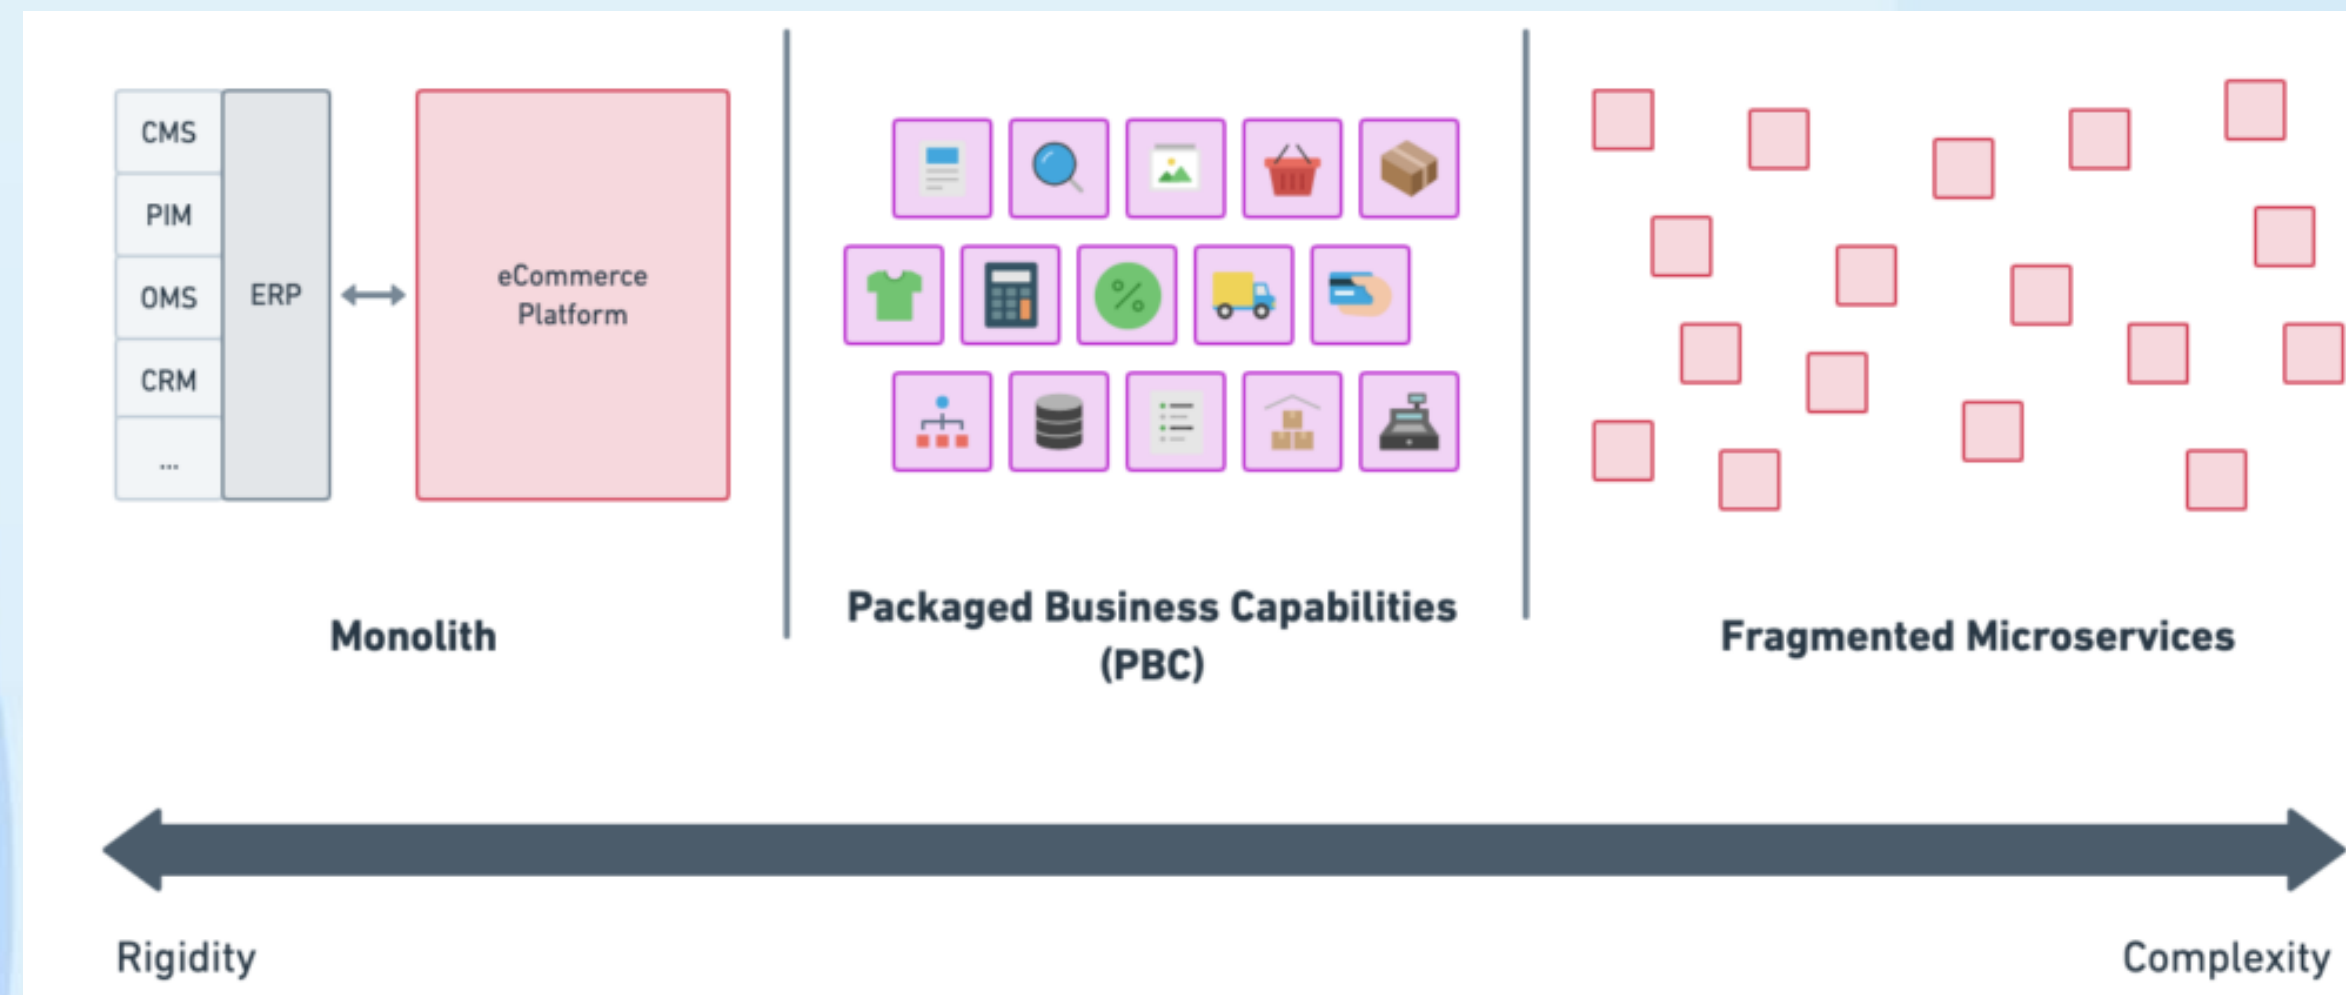 CMS
PIM
OMS
CRM
...
ERP
eCommerce
Platform
%
Monolith
Packaged Business Capabilities
(PBC)
Fragmented Microservices
Rigidity
Complexity